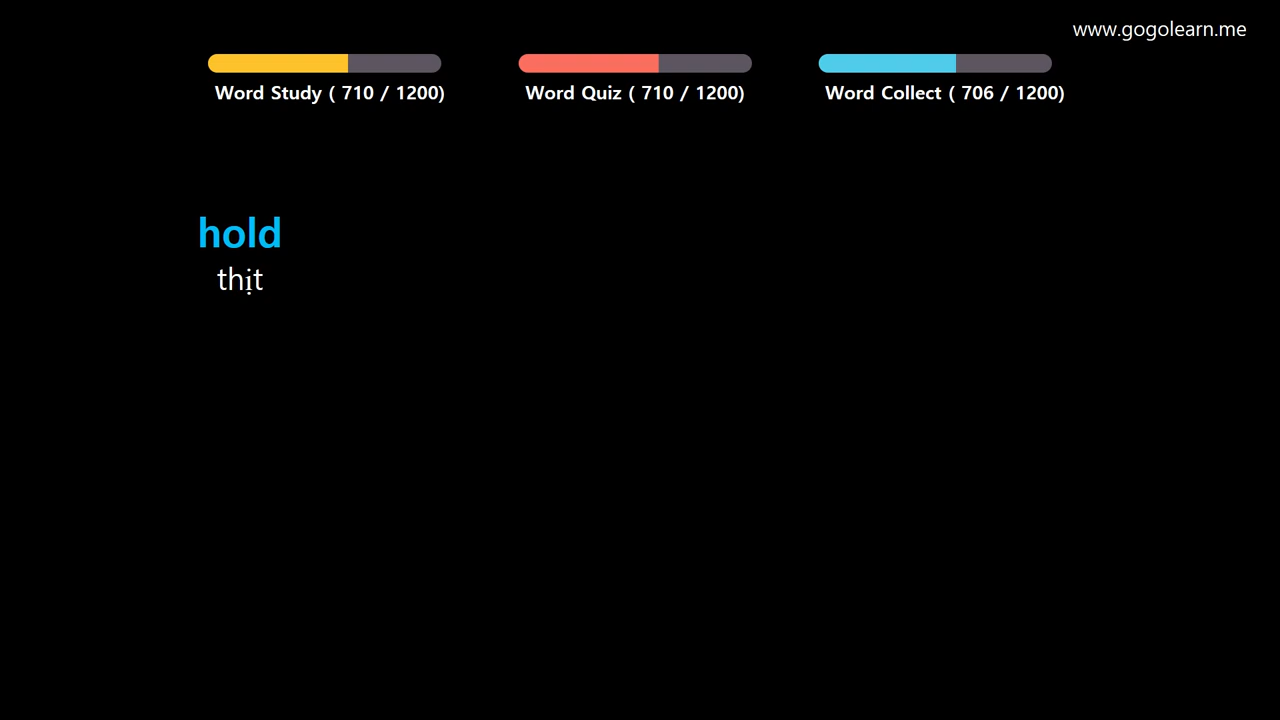 www.gogolearn.me
Word Study ( 710 / 1200)
Word Quiz ( 710 / 1200)
Word Collect ( 706 / 1200)
hold
thịt